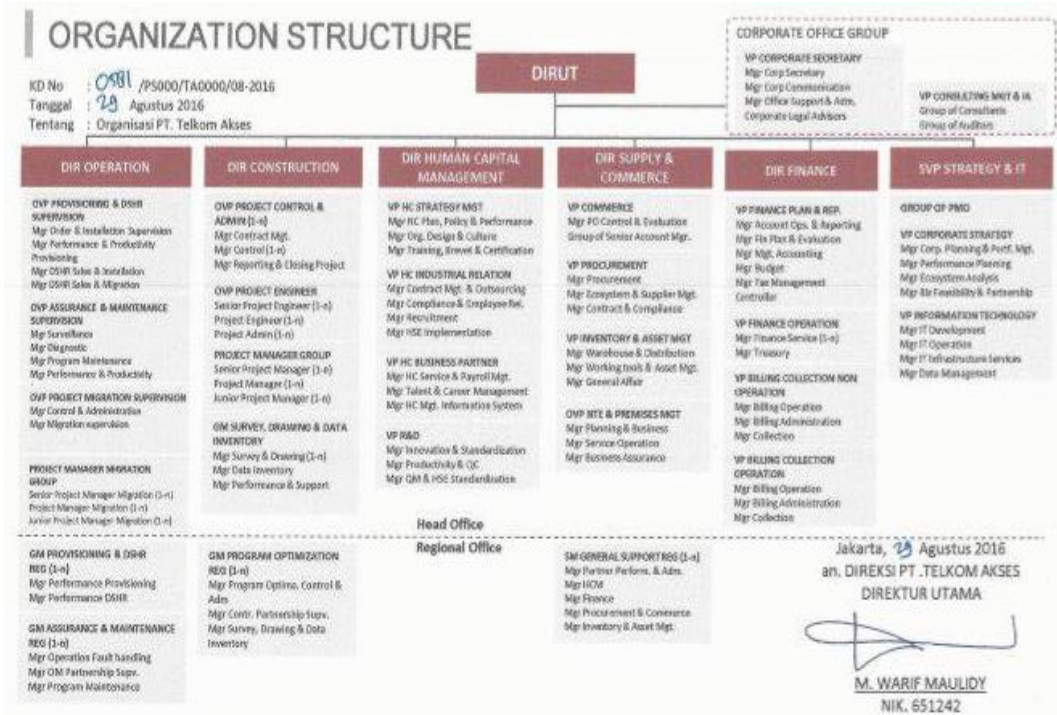 ORGANIZATION STRUCTURE
KD No : 0581 /PS000/TA0000/08-2016
Tanggal : 29 Agustus 2016
Tentang : Organisasi PT. Telkom Akses
DIRUT
CORPORATE OFFICE GROUP
VP CORPORATE SECRETARY
Mgr Corp Secretary
Mgr Corp Communication
Mgr Office Support & Adm.
Corporate Legal Advisors
VP CONSULTING MGT & IA
Group of Consultants
Group of Auditors
DIR OPERATION
OVP PROVISIONING & DSHR
SUPERVISION
Mgr Order & Installation Supervision
Mgr Performance & Productivity
Provisioning
Mgr DSHR Sales & Installation
Mgr DSHR Sales & Migration
OVP ASSURANCE & MAINTENANCE
SUPERVISION
Mgr Surveillance
Mgr Diagnostic
Mgr Program Maintenance
Mgr Performance & Productivity
OVP PROJECT MIGRATION SUPERVISION
Mgr Control & Administration
Mgr Migration supervision
PROJECT MANAGER MIGRATION
GROUP
Senior Project Manager Migration (1-n)
Project Manager Migration (1-n)
Junior Project Manager Migration (1-n)
DIR CONSTRUCTION
OVP PROJECT CONTROL &
ADMIN (1-n)
Mgr Contract Mgt.
Mgr Control (1-n)
Mgr Reporting & Closing Project
OVP PROJECT ENGINEER
Senior Project Engineer (1-n)
Project Engineer (1-n)
Project Admin (1-n)
PROJECT MANAGER GROUP
Senior Project Manager (1-n)
Project Manager (1-n)
Junior Project Manager (1-n)
GM SURVEY, DRAWING & DATA
INVENTORY
Mgr Survey & Drawing (1-n)
Mgr Data Inventory
Mgr Performance & Support
DIR HUMAN CAPITAL
MANAGEMENT
VP HC STRATEGY MGT
Mgr HC Plan, Policy & Performance
Mgr Org. Design & Culture
Mgr Training, Brevet & Certification
VP HC INDUSTRIAL RELATION
Mgr Contract Mgt. & Outsourcing
Mgr Compliance & Employee Rel.
Mgr Recruitment
Mgr HSE Implementation
VP HC BUSINESS PARTNER
Mgr HC Service & Payroll Mgt.
Mgr Talent & Career Management
Mgr HC Mgt. Information System
VP R&D
Mgr Innovation & Standardization
Mgr Productivity & QC
Mgr QM & HSE Standardization
DIR SUPPLY &
COMMERCE
VP COMMERCE
Mgr PO Control & Evaluation
Group of Senior Account Mgr.
VP PROCUREMENT
Mgr Procurement
Mgr Ecosystem & Supplier Mgt.
Mgr Contract & Compliance
VP INVENTORY & ASSET MGT
Mgr Warehouse & Distribution
Mgr Working tools & Asset Mgt.
Mgr General Affair
OVP NTE & PREMISES MGT
Mgr Planning & Business
Mgr Service Operation
Mgr Business Assurance
DIR FINANCE
VP FINANCE PLAN & REP.
Mgr Account Ops. & Reporting
Mgr Fin Plan & Evaluation
Mgr Mgt. Accounting
Mgr Budget
Mgr Tax Management
Controller
VP FINANCE OPERATION
Mgr Finance Service (1-n)
Mgr Treasury
VP BILLING COLLECTION NON
OPERATION
Mgr Billing Operation
Mgr Billing Administration
Mgr Collection
VP BILLING COLLECTION
OPERATION
Mgr Billing Operation
Mgr Billing Administration
Mgr Collection
SVP STRATEGY & IT
GROUP OF PMO
VP CORPORATE STRATEGY
Mgr Corp. Planning & Portf. Mgt.
Mgr Performance Planning
Mgr Ecosystem Analysis
Mgr Biz Feasibility & Partnership
VP INFORMATION TECHNOLOGY
Mgr IT Development
Mgr IT Operation
Mgr IT Infrastructure Services
Mgr Data Management
Head Office
Regional Office
GM PROVISIONING & DSHR
REG (1-n)
Mgr Performance Provisioning
Mgr Performance DSHR
GM ASSURANCE & MAINTENANCE
REG (1-n)
Mgr Operation Fault handling
Mgr OM Partnership Supv.
Mgr Program Maintenance
GM PROGRAM OPTIMIZATION
REG (1-n)
Mgr Program Optima. Control &
Adm
Mgr Contr. Partnership Supv.
Mgr Survey, Drawing & Data
Inventory
SM GENERAL SUPPORT REG (1-n)
Mgr Partner Perform. & Adm.
Mgr HCM
Mgr Finance
Mgr Procurement & Commerce
Mgr Inventory & Asset Mgt.
Jakarta, 29 Agustus 2016
an. DIREKSI PT .TELKOM AKSES
DIREKTUR UTAMA
M. WARIF MAULIDY
NIK. 651242